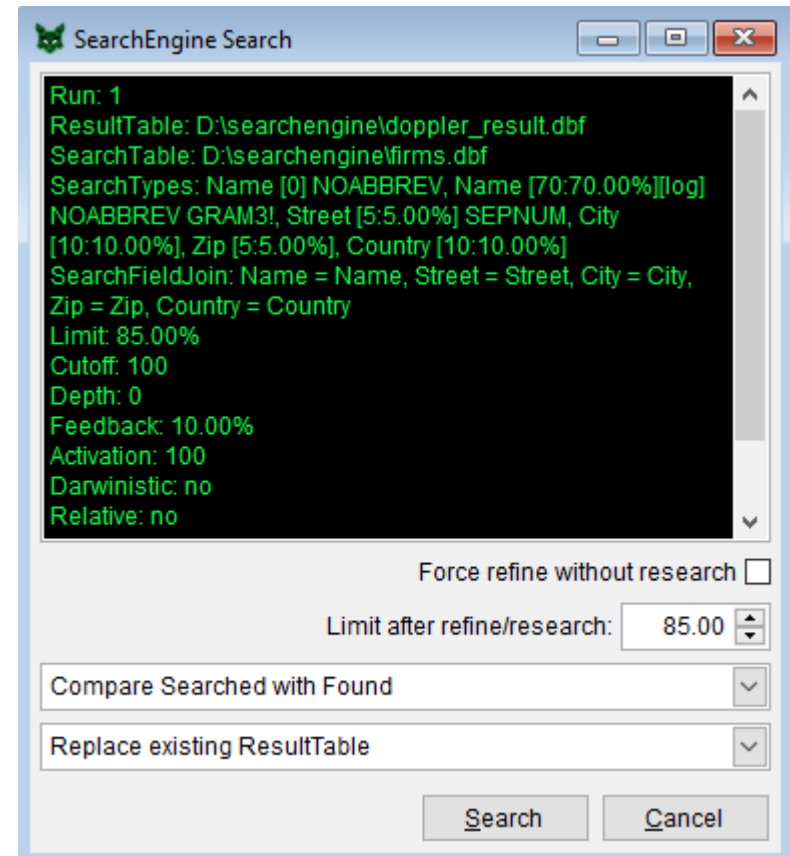 SearchEngine Search
Run: 1
ResultTable: D:\searchengine\doppler_result.dbf
SearchTable: D:\searchengine\firms.dbf
SearchTypes: Name [0] NOABBREV, Name [70:70.00%][log]
NOABBREV GRAM3!, Street [5:5.00%] SEPNUM, City
[10:10.00%], Zip [5:5.00%], Country [10:10.00%]
SearchFieldJoin: Name = Name, Street = Street, City = City,
Zip = Zip, Country = Country
Limit: 85.00%
Cutoff: 100
Depth: 0
Feedback: 10.00%
Activation: 100
Darwinistic: no
Relative: no
Force refine without research
Limit after refine/research: 85.00
Compare Searched with Found
Replace existing ResultTable
Search Cancel